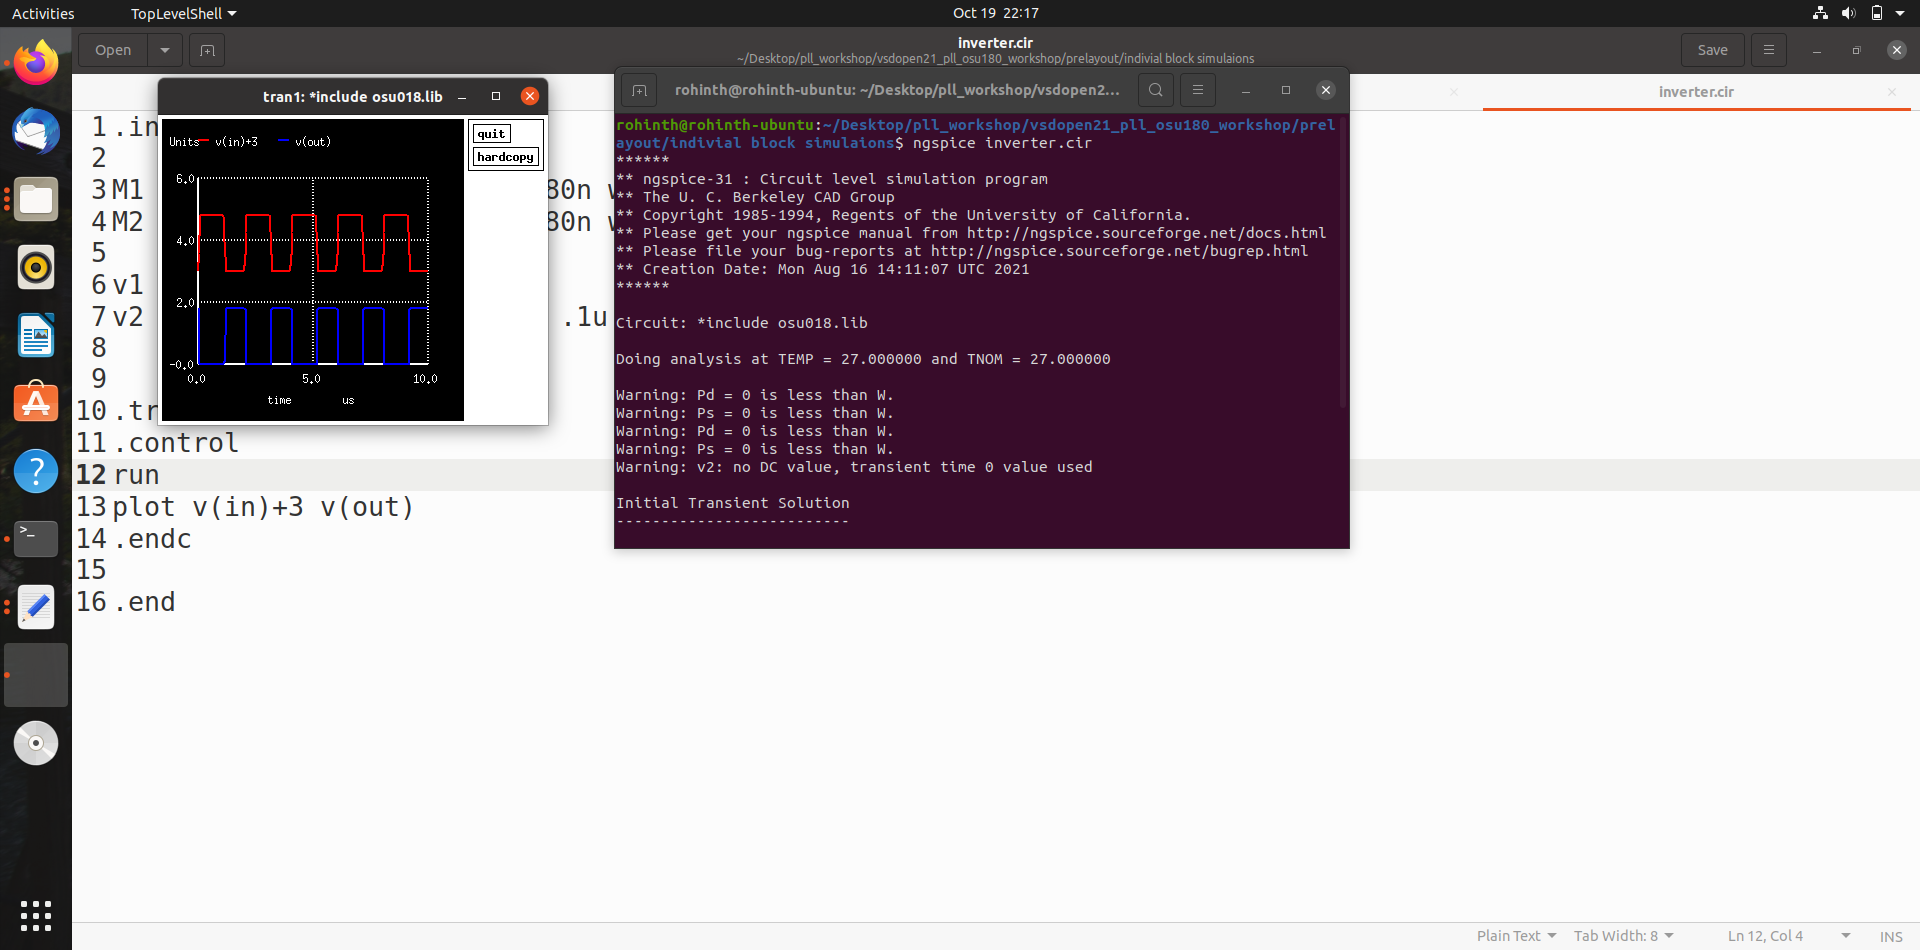 Activities
TopLevelShell
Oct 19 22:17
Open
inverter.cir
~/Desktop/pll_workshop/vsdopen21_pll_osu180_workshop/prelayout/indivial block simulaions
Save
inverter.cir
1 .in
2
3 M1 80n w
4 M2 80n w
5
6 v1
7 v2 .1u
8
9
10 .tr
11 .control
12 run
13 plot v(in)+3 v(out)
14 .endc
15
16 .end
tran1: *include osu018.lib
quit
hardcopy
Units v(in)+3 v(out)
6.0
4.0
2.0
-0.0
0.0 5.0 10.0
time us
rohinth@rohinth-ubuntu: ~/Desktop/pll_workshop/vsdopen2...
rohinth@rohinth-ubuntu:~/Desktop/pll_workshop/vsdopen21_pll_osu180_workshop/prel
ayout/indivial block simulaions$ ngspice inverter.cir
******
** ngspice-31 : Circuit level simulation program
** The U. C. Berkeley CAD Group
** Copyright 1985-1994, Regents of the University of California.
** Please get your ngspice manual from http://ngspice.sourceforge.net/docs.html
** Please file your bug-reports at http://ngspice.sourceforge.net/bugrep.html
** Creation Date: Mon Aug 16 14:11:07 UTC 2021
******
Circuit: *include osu018.lib
Doing analysis at TEMP = 27.000000 and TNOM = 27.000000
Warning: Pd = 0 is less than W.
Warning: Ps = 0 is less than W.
Warning: Pd = 0 is less than W.
Warning: Ps = 0 is less than W.
Warning: v2: no DC value, transient time 0 value used
Initial Transient Solution
--------------------------
Plain Text
Tab Width: 8
Ln 12, Col 4
INS